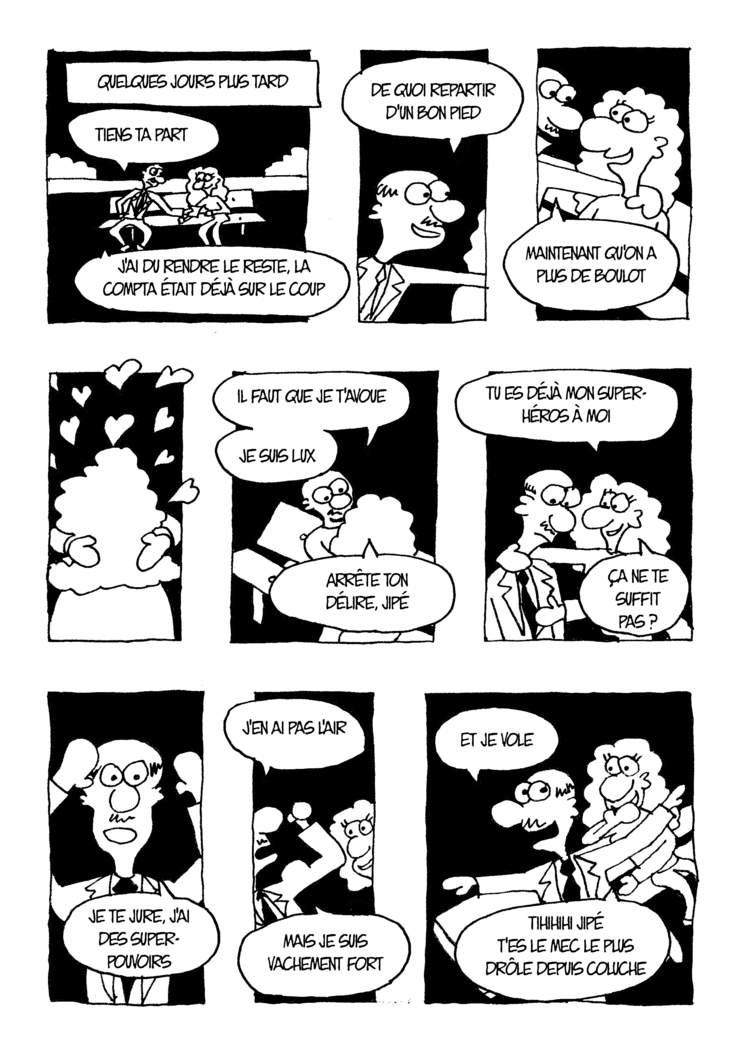 QUELQUES JOURS PLUS TARD
TIENS TA PART
J'AI DU RENDRE LE RESTE, LA
COMPTA ÉTAIT DÉJÀ SUR LE COUP
DE QUOI REPARTIR
D'UN BON PIED
MAINTENANT QU'ON A
PLUS DE BOULOT
IL FAUT QUE JE T'AVOUE
JE SUIS LUX
ARRÊTE TON
DÉLIRE, JIPÉ
TU ES DÉJÀ MON SUPER-
HÉROS À MOI
ÇA NE TE
SUFFIT
PAS ?
JE TE JURE, J'AI
DES SUPER-
POUVOIRS
J'EN AI PAS L'AIR
MAIS JE SUIS
VACHEMENT FORT
ET JE VOLE
TIHIHIHI JIPÉ
T'ES LE MEC LE PLUS
DRÔLE DEPUIS COLUCHE